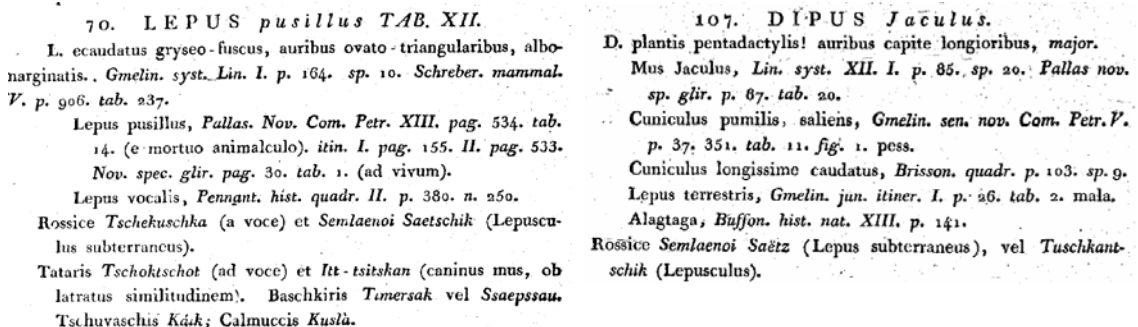 70. LEPUS pusillus TAB. XII.
L. ecaudatus gryseo-fuscus, auribus ovato-triangularibus, albo-
marginatis. Gmelin. syst. Lin. I. p. 164. sp. 10. Schreber. mammal.
V. p. 906. tab. 237.
Lepus pusillus, Pallas. Nov. Com. Petr. XIII. pag. 534. tab.
14. (e mortuo animalculo). itin. I. pag. 155. II. pag. 533.
Nov. spec. glir. pag. 30. tab. 1. (ad vivum).
Lepus vocalis, Pennant. hist. quadr. II. p. 380. n. 250.
Rossice Tschekuschka (a voce) et Semlaenoi Saetschik (Lepuscu-
lus subterraneus).
Tataris Tschoktschot (ad voce) et Itt-tsitskan (caninus mus, ob
latratus similitudinem). Baschkiris Timersak vel Ssaepssau.
Tschuvaschis Kaik; Calmuccis Kuslà.
107. DIPUS Jaculus.
D. plantis pentadactylis! auribus capite longioribus, major.
Mus Jaculus, Lin. syst. XII. I. p. 85. sp. 20. Pallas nov.
sp. glir. p. 87. tab. 20.
Cuniculus pumilis, saliens, Gmelin. sen. nov. Com. Petr. V.
p. 37. 351. tab. 11. fig. 1. pess.
Cuniculus longissime caudatus, Brisson. quadr. p. 103. sp. 9.
Lepus terrestris, Gmelin. jun. itiner. I. p. 26. tab. 2. mala.
Alagtaga, Buffon. hist. nat. XIII. p. 141.
Rossice Semlaenoi Saëtz (Lepus subterraneus), vel Tuschkant-
schik (Lepusculus).